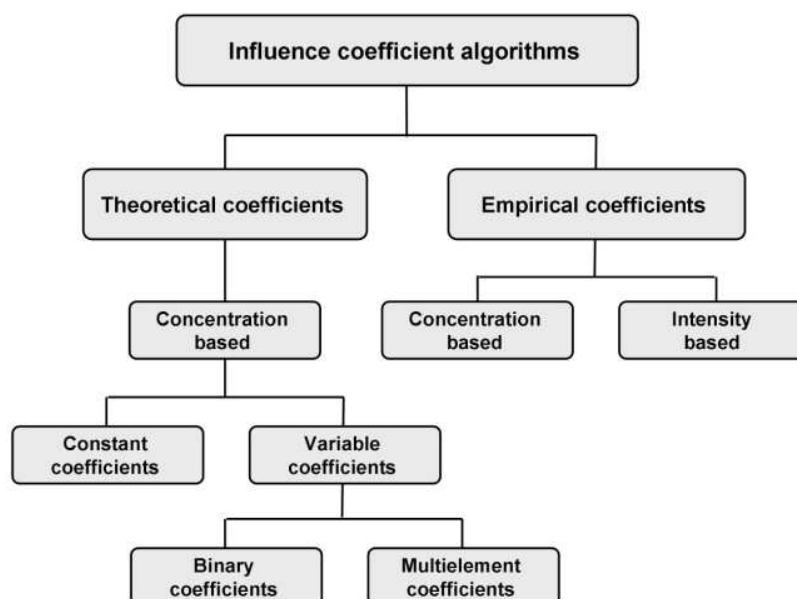 Influence coefficient algorithms
Theoretical coefficients
Empirical coefficients
Concentration
based
Concentration
based
Intensity
based
Constant
coefficients
Variable
coefficients
Binary
coefficients
Multielement
coefficients